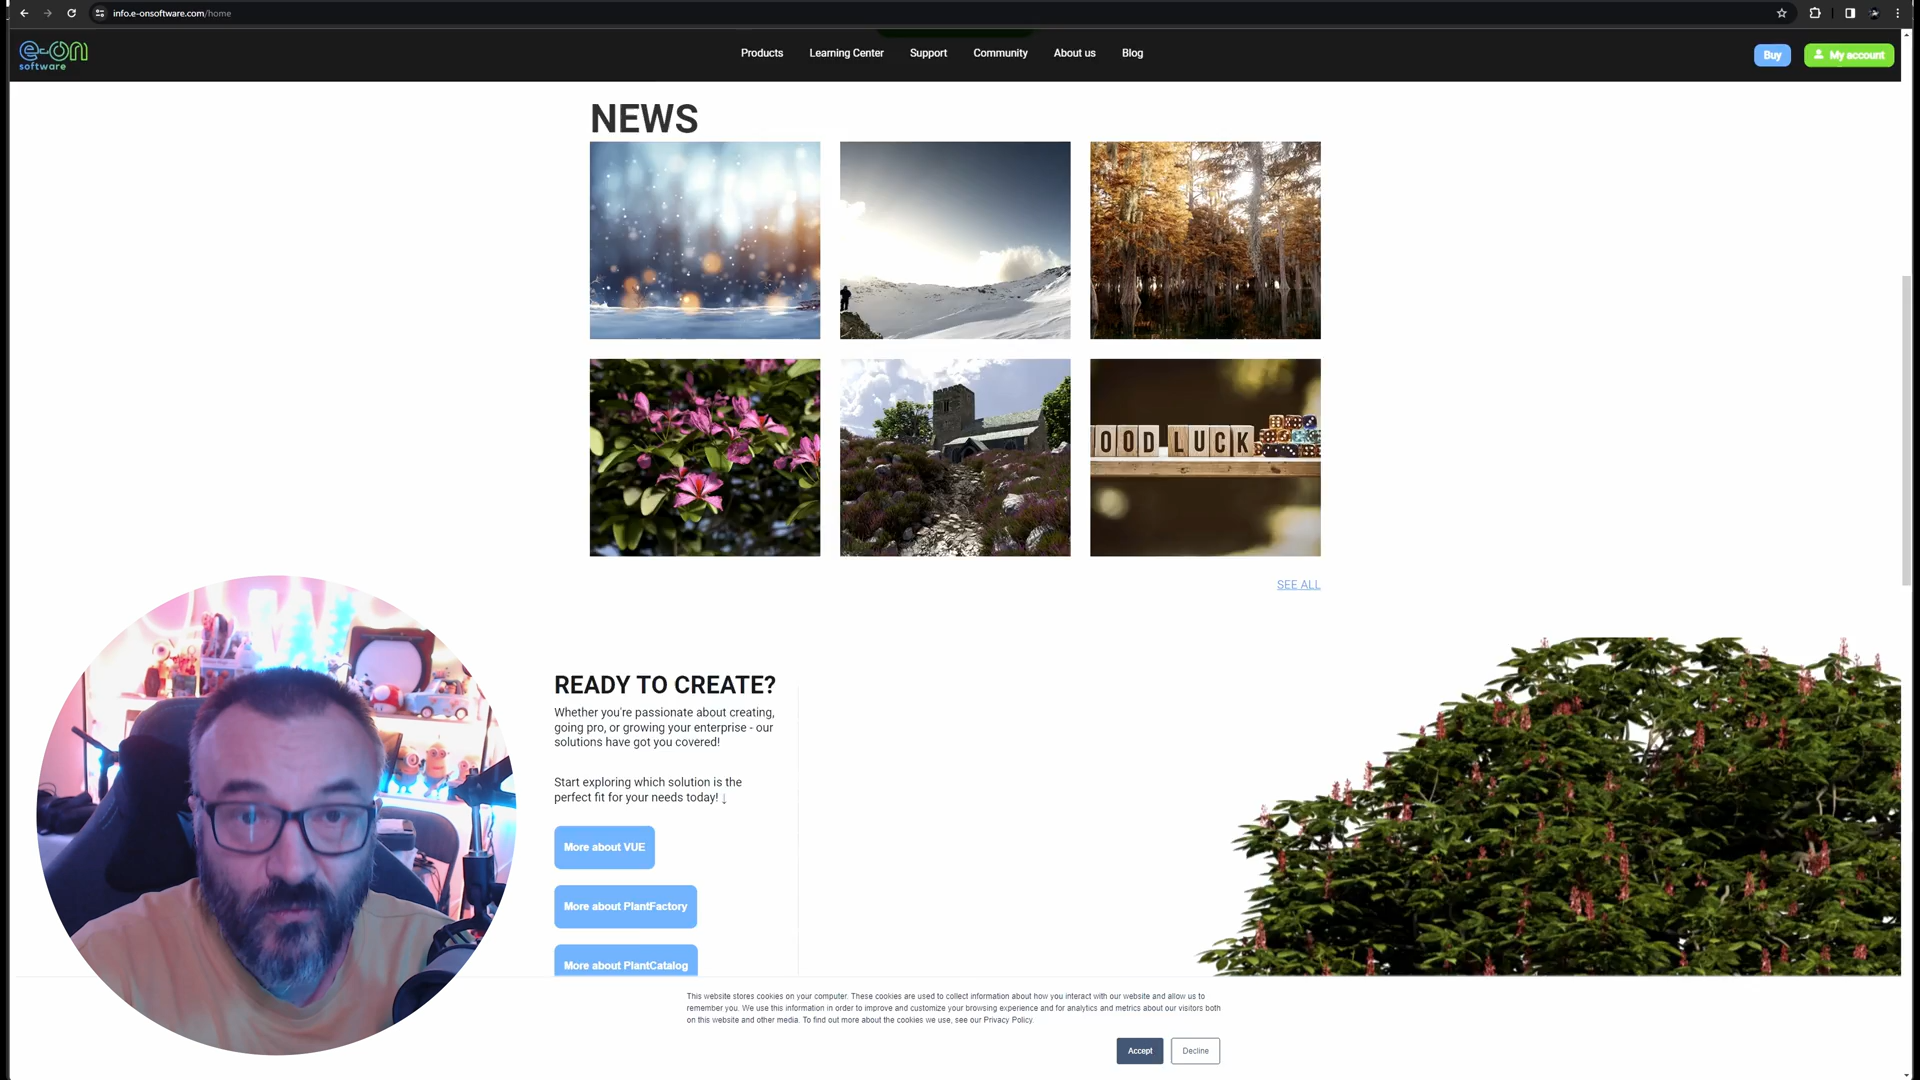 info.e-onsoftware.com/home
e-on
software
Products
Learning Center
Support
Community
About us
Blog
Buy
My account
NEWS
OOD LUCK
SEE ALL
READY TO CREATE?
Whether you're passionate about creating,
going pro, or growing your enterprise - our
solutions have got you covered!
Start exploring which solution is the
perfect fit for your needs today! ↓
More about VUE
More about PlantFactory
More about PlantCatalog
This website stores cookies on your computer. These cookies are used to collect information about how you interact with our website and allow us to
remember you. We use this information in order to improve and customize your browsing experience and for analytics and metrics about our visitors both
on this website and other media. To find out more about the cookies we use, see our Privacy Policy.
Accept
Decline